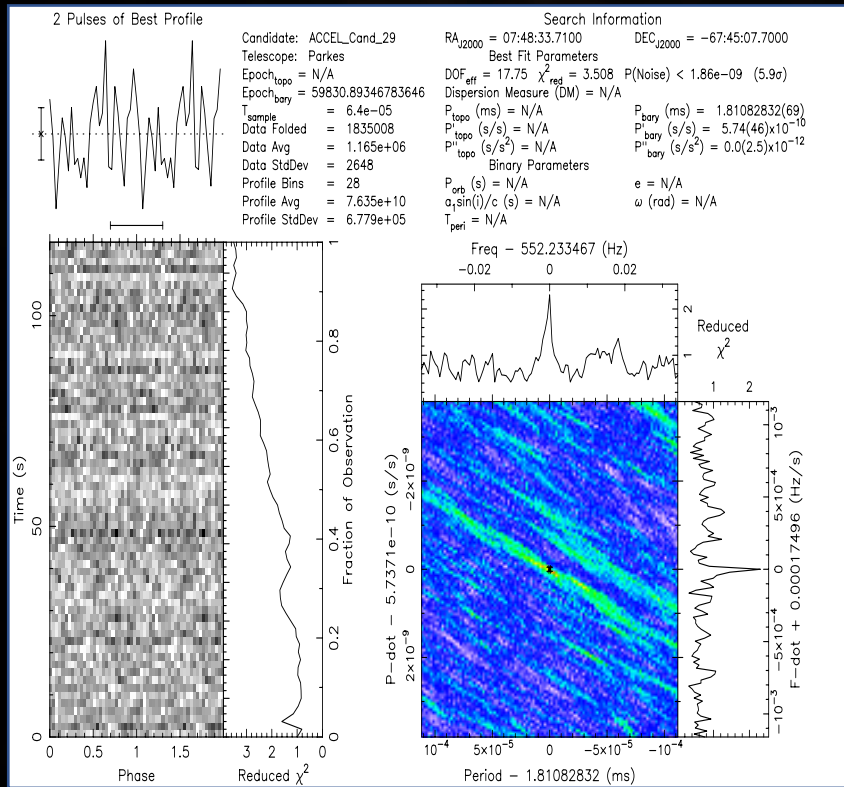 2 Pulses of Best Profile
Search Information
Candidate: ACCEL_Cand_29
Telescope: Parkes
Epoch_topo = N/A
Epoch_bary = 59830.89346783646
T_sample = 6.4e-05
Data Folded = 1835008
Data Avg = 1.165e+06
Data StdDev = 2648
Profile Bins = 28
Profile Avg = 7.635e+10
Profile StdDev = 6.779e+05
RA_J2000 = 07:48:33.7100 DEC_J2000 = -67:45:07.7000
Best Fit Parameters
DOF_eff = 17.75 χ²_red = 3.508 P(Noise) < 1.86e-09 (5.9σ)
Dispersion Measure (DM) = N/A
P_topo (ms) = N/A P_bary (ms) = 1.81082832(69)
P'_topo (s/s) = N/A P'_bary (s/s) = 5.74(46)x10⁻¹⁰
P''_topo (s/s²) = N/A P''_bary (s/s²) = 0.0(2.5)x10⁻¹²
Binary Parameters
P_orb (s) = N/A e = N/A
a₁sin(i)/c (s) = N/A ω (rad) = N/A
T_peri = N/A
Time (s)
0 50 100
0 0.5 1 1.5
Phase
3 2 1 0
Reduced χ²
0 0.2 0.4 0.6 0.8 1
Fraction of Observation
Freq - 552.233467 (Hz)
-0.02 0 0.02
1 2
Reduced χ²
1 2
P-dot - 5.7371e-10 (s/s)
-2×10⁻⁹ 0 2×10⁻⁹
10⁻⁴ 5×10⁻⁵ 0 -5×10⁻⁵ -10⁻⁴
Period - 1.81082832 (ms)
10⁻³ 5×10⁻⁴ 0 -5×10⁻⁴ -10⁻³
F-dot + 0.00017496 (Hz/s)